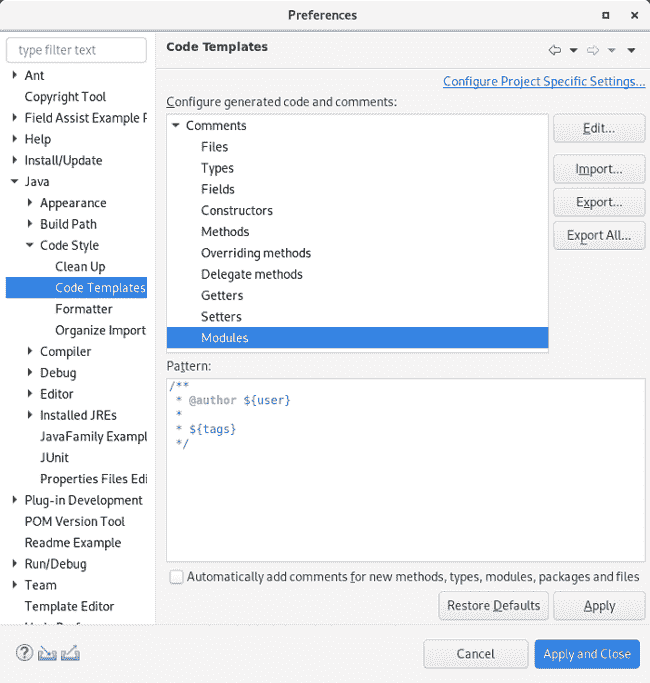 Preferences
type filter text
Ant
Copyright Tool
Field Assist Example F
Help
Install/Update
Java
Appearance
Build Path
Code Style
Clean Up
Code Templates
Formatter
Organize Import
Compiler
Debug
Editor
Installed JREs
JavaFamily Exampl
JUnit
Properties Files Edi
Plug-in Development
POM Version Tool
Readme Example
Run/Debug
Team
Template Editor
Code Templates
Configure Project Specific Settings...
Configure generated code and comments:
Comments
Files
Types
Fields
Constructors
Methods
Overriding methods
Delegate methods
Getters
Setters
Modules
Edit...
Import...
Export...
Export All...
Pattern:
/**
* @author ${user}
*
* ${tags}
*/
Automatically add comments for new methods, types, modules, packages and files
Restore Defaults
Apply
?
Cancel
Apply and Close